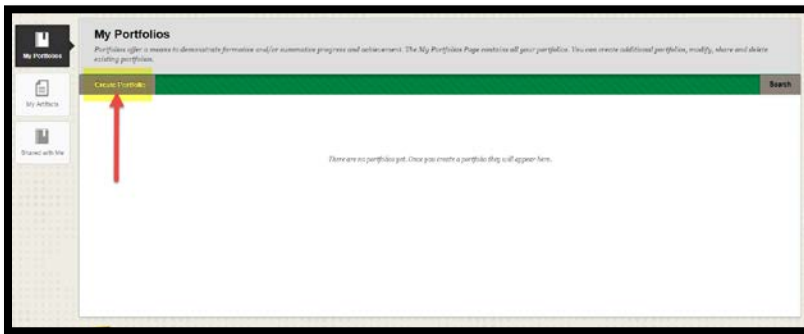 My Portfolios
My Portfolios
Portfolios offer a means to demonstrate formative and/or summative progress and achievement. The My Portfolios Page contains all your portfolios. You can create additional portfolios, modify, share and delete
existing portfolios.
Create Portfolio
Search
My Artifacts
Shared with Me
There are no portfolios yet. Once you create a portfolio they will appear here.